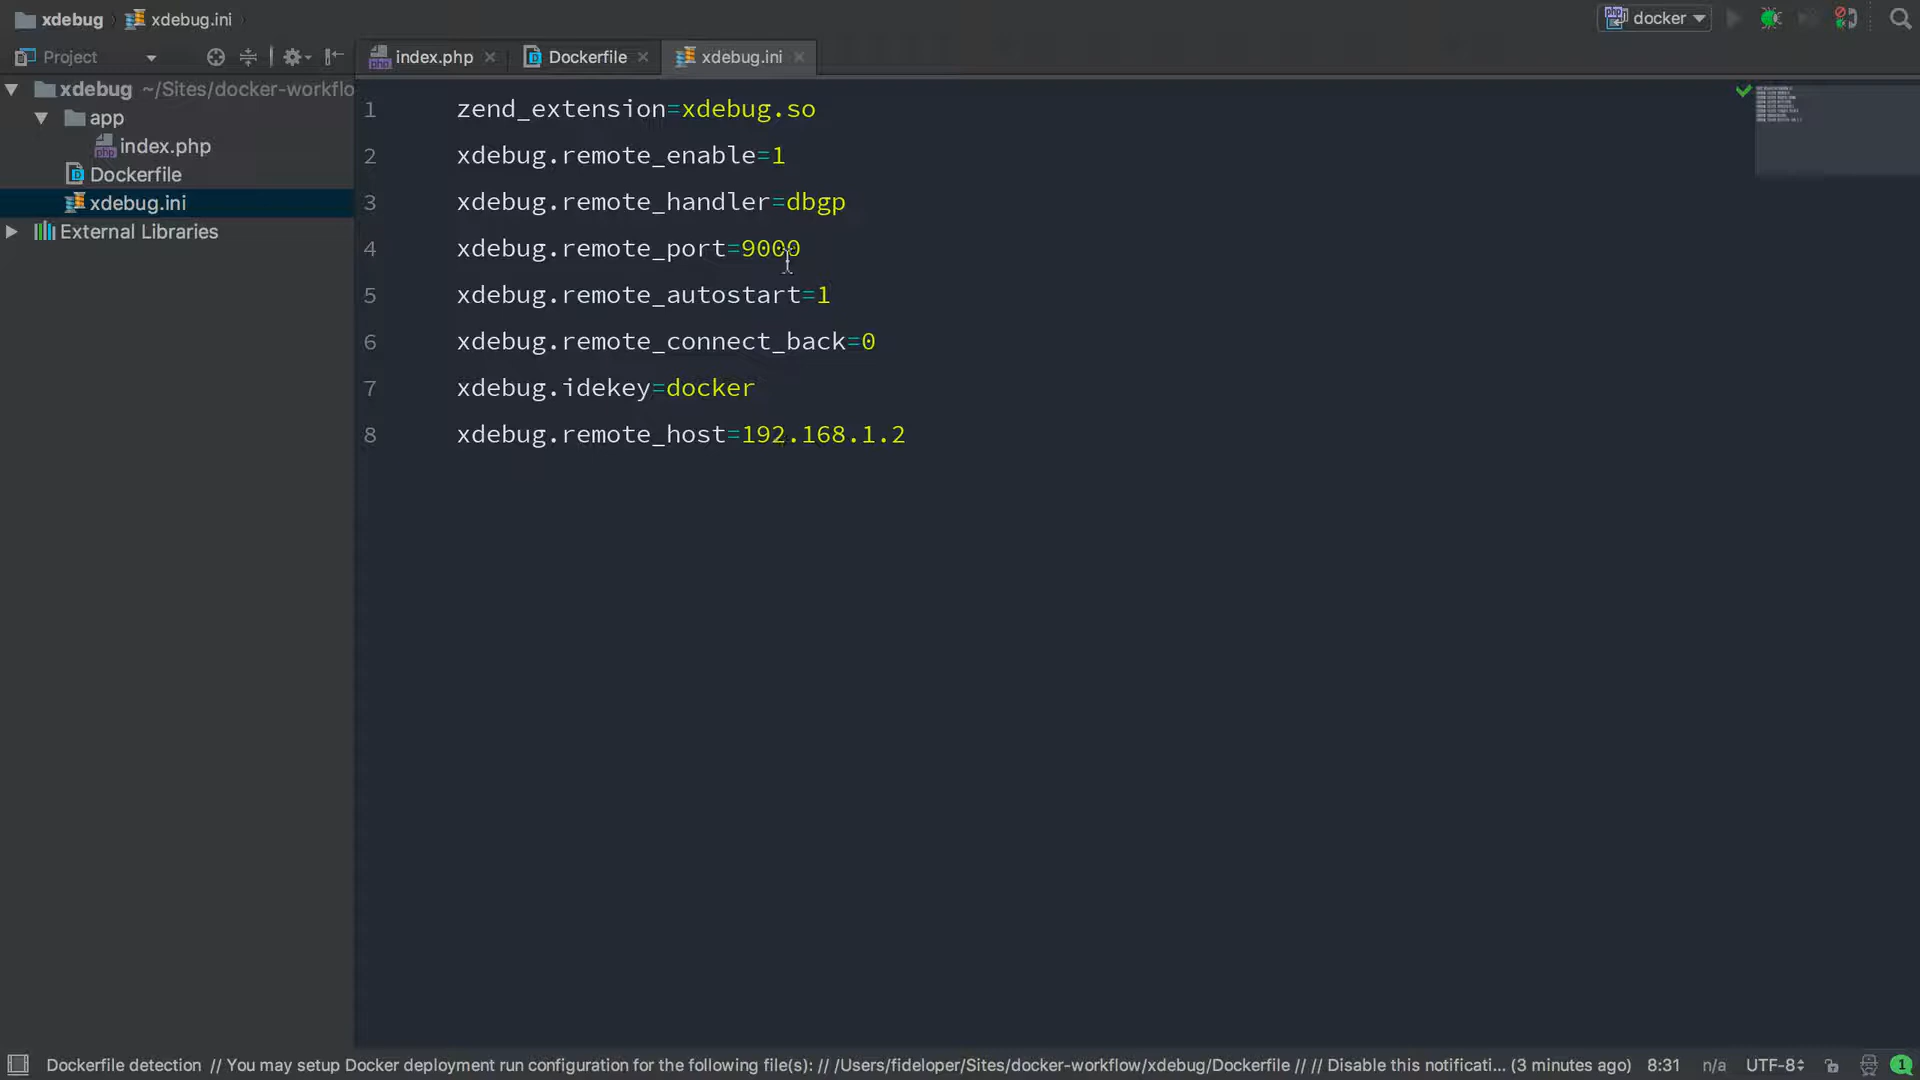 xdebug xdebug.ini
docker
Project
index.php Dockerfile xdebug.ini
xdebug ~/Sites/docker-workflo
app
index.php
Dockerfile
xdebug.ini
External Libraries
1 zend_extension=xdebug.so
2 xdebug.remote_enable=1
3 xdebug.remote_handler=dbgp
4 xdebug.remote_port=9000
5 xdebug.remote_autostart=1
6 xdebug.remote_connect_back=0
7 xdebug.idekey=docker
8 xdebug.remote_host=192.168.1.2
Dockerfile detection // You may setup Docker deployment run configuration for the following file(s): // /Users/fideloper/Sites/docker-workflow/xdebug/Dockerfile // // Disable this notificati... (3 minutes ago) 8:31 n/a UTF-8 1